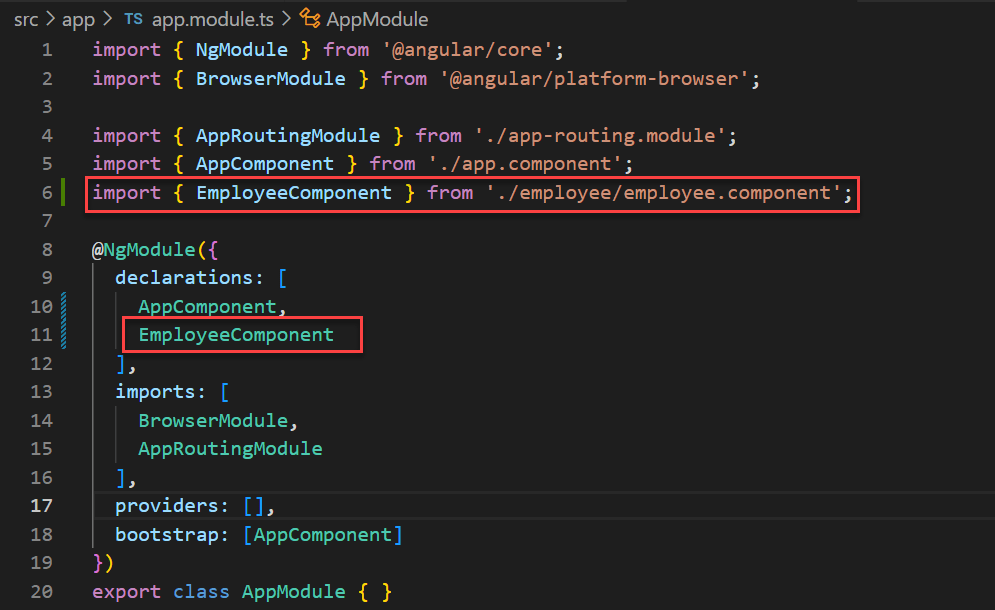 src > app > TS app.module.ts > AppModule
1 import { NgModule } from '@angular/core';
2 import { BrowserModule } from '@angular/platform-browser';
3
4 import { AppRoutingModule } from './app-routing.module';
5 import { AppComponent } from './app.component';
6 import { EmployeeComponent } from './employee/employee.component';
7
8 @NgModule({
9   declarations: [
10     AppComponent,
11     EmployeeComponent
12   ],
13   imports: [
14     BrowserModule,
15     AppRoutingModule
16   ],
17   providers: [],
18   bootstrap: [AppComponent]
19 })
20 export class AppModule { }